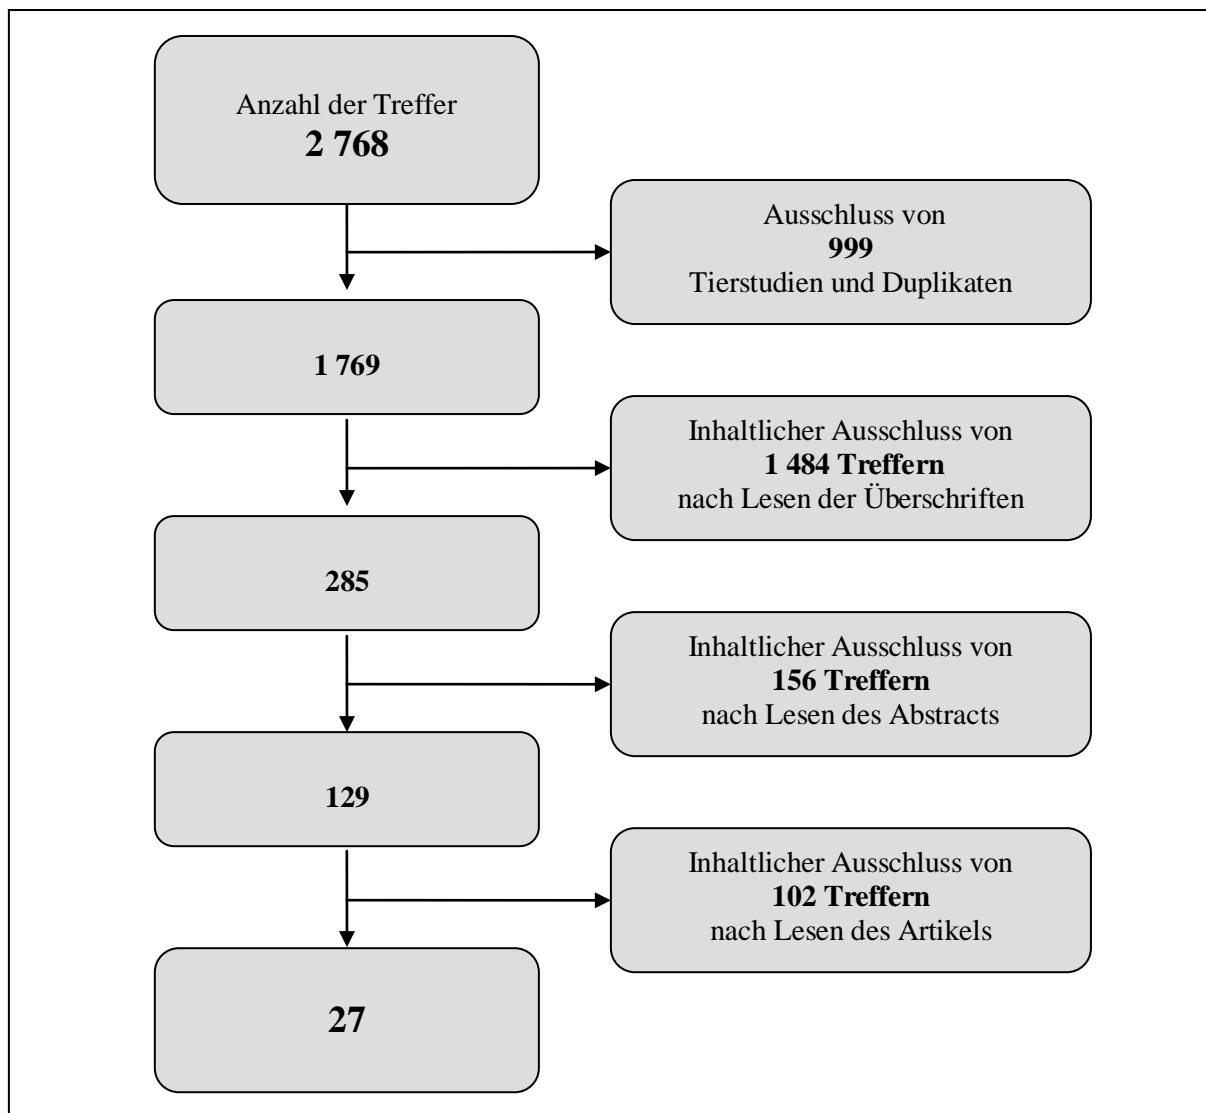 Anzahl der Treffer
2 768
Ausschluss von
999
Tierstudien und Duplikaten
1 769
Inhaltlicher Ausschluss von
1 484 Treffern
nach Lesen der Überschriften
285
Inhaltlicher Ausschluss von
156 Treffern
nach Lesen des Abstracts
129
Inhaltlicher Ausschluss von
102 Treffern
nach Lesen des Artikels
27